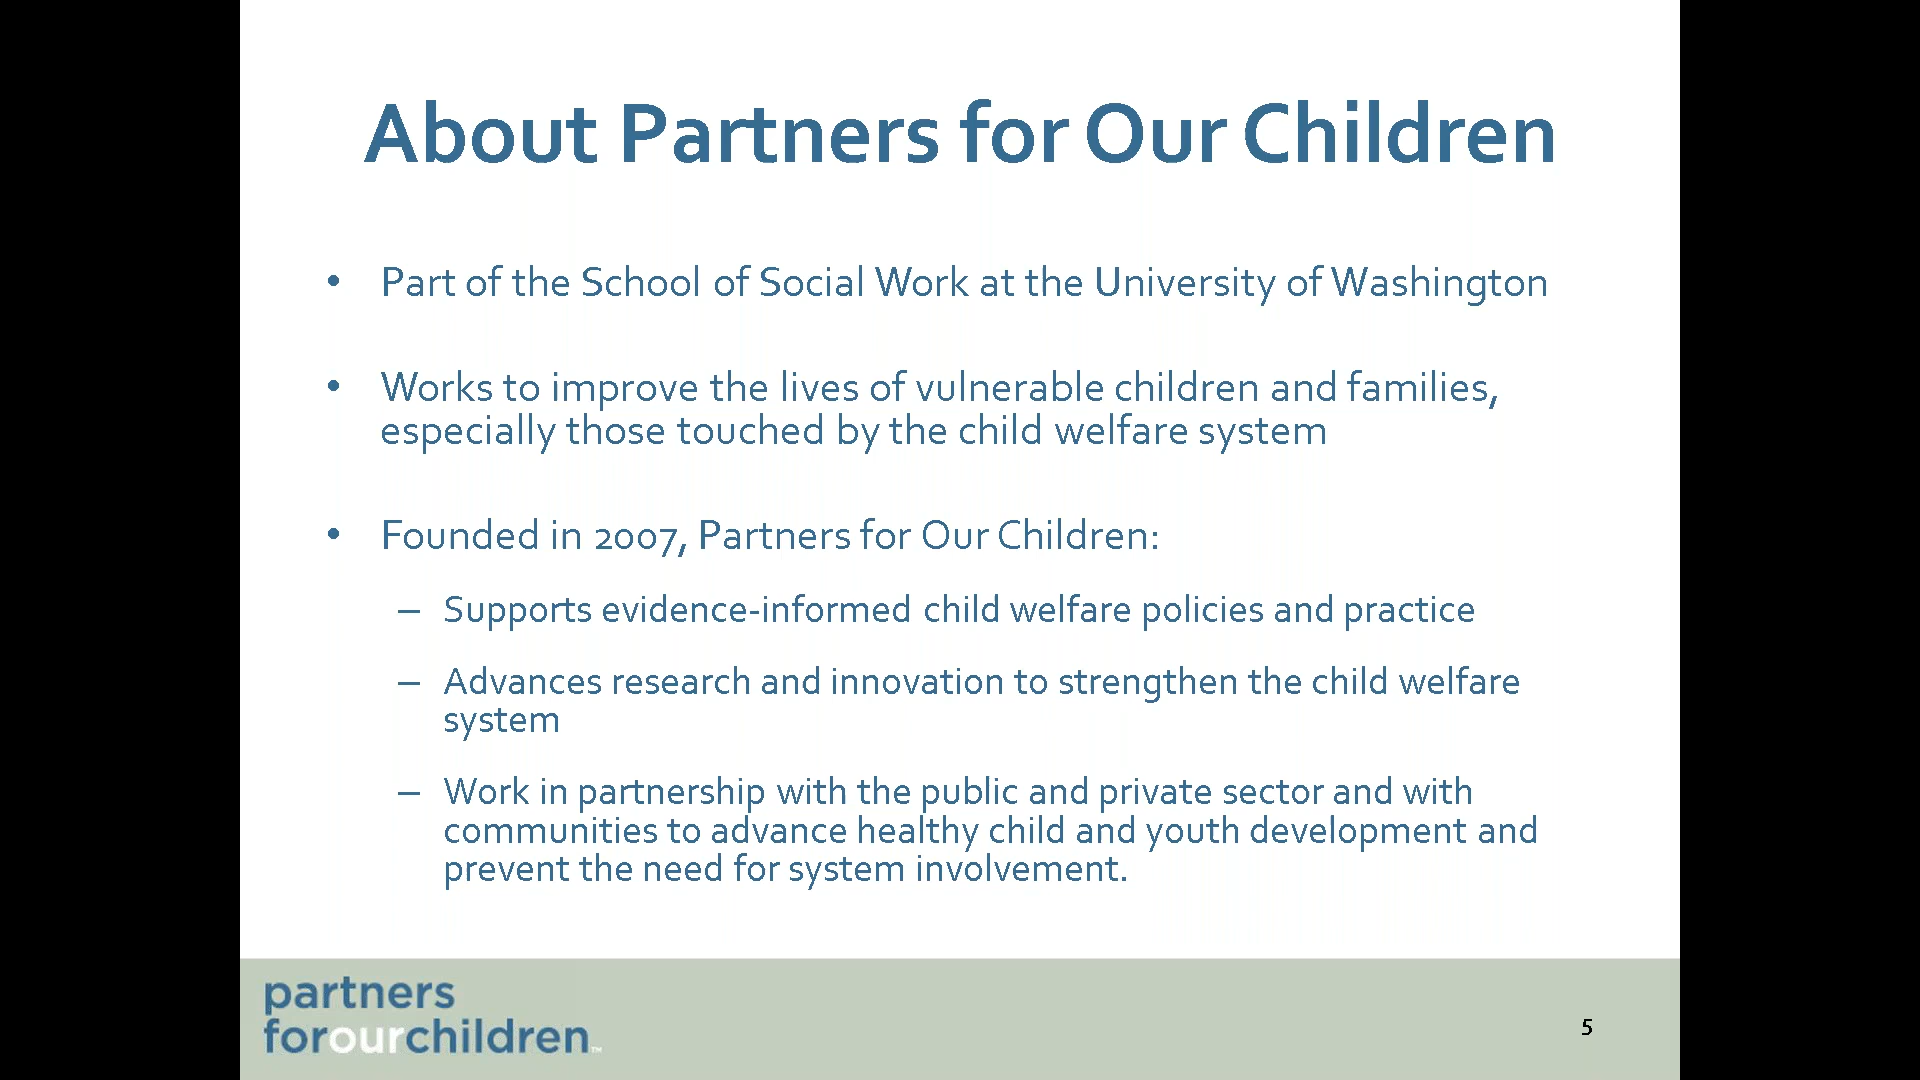 About Partners for Our Children
• Part of the School of Social Work at the University of Washington
• Works to improve the lives of vulnerable children and families,
especially those touched by the child welfare system
• Founded in 2007, Partners for Our Children:
– Supports evidence-informed child welfare policies and practice
– Advances research and innovation to strengthen the child welfare
system
– Work in partnership with the public and private sector and with
communities to advance healthy child and youth development and
prevent the need for system involvement.
partners
forourchildren™
5